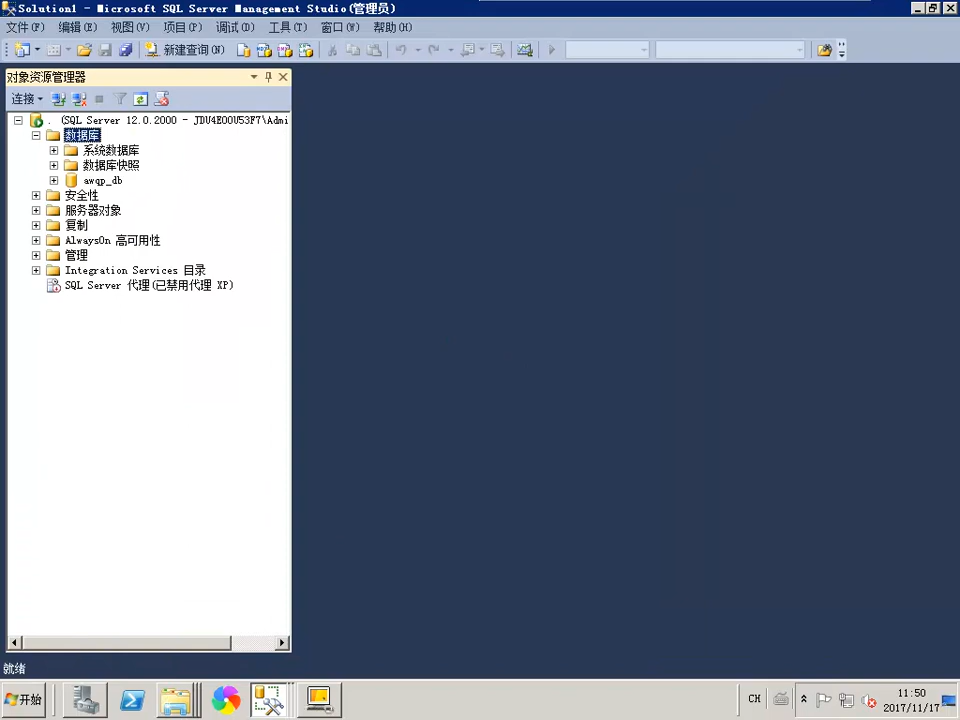 Solution1 - Microsoft SQL Server Management Studio(管理员)
文件(F) 编辑(E) 视图(V) 项目(P) 调试(D) 工具(T) 窗口(W) 帮助(H)
新建查询(N)
对象资源管理器
连接
. (SQL Server 12.0.2000 - JDU4E00U53F7\Admi
数据库
系统数据库
数据库快照
awqp_db
安全性
服务器对象
复制
AlwaysOn 高可用性
管理
Integration Services 目录
SQL Server 代理(已禁用代理 XP)
就绪
开始
CH
11:50
2017/11/17